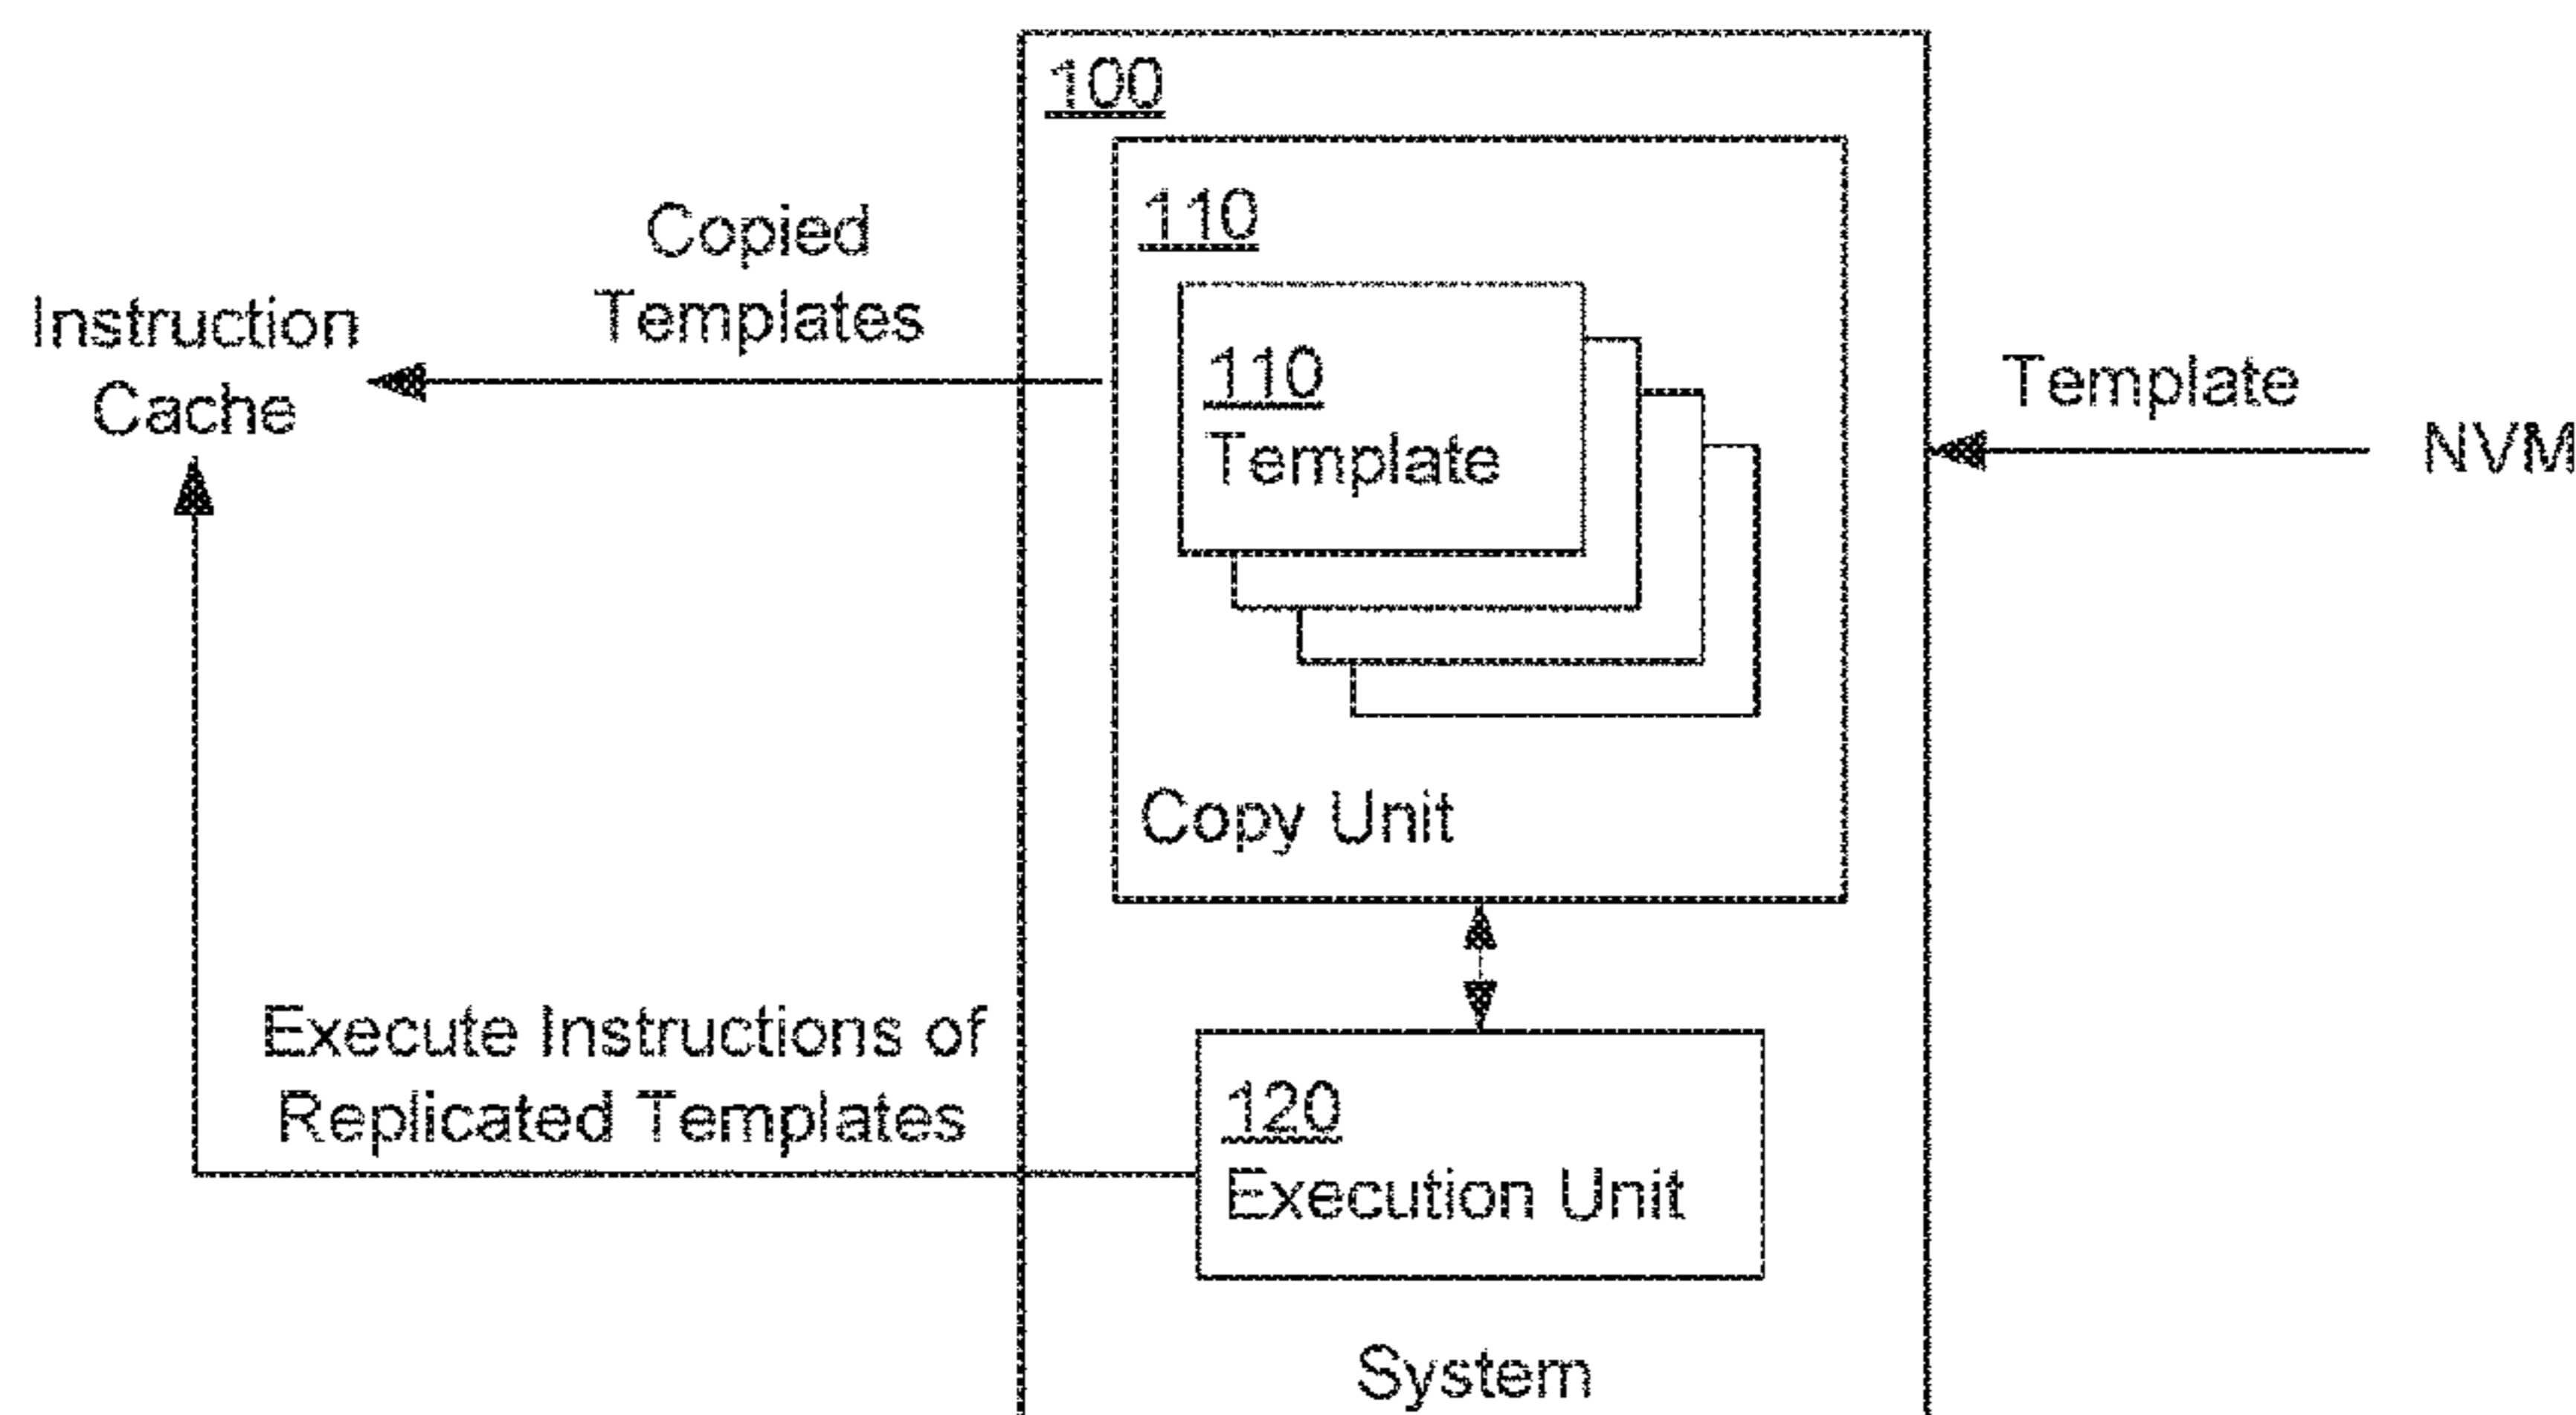 100
110
Copied
Templates
Instruction
Cache
110
Template
Template
NVM
Copy Unit
Execute Instructions of
Replicated Templates
120
Execution Unit
System